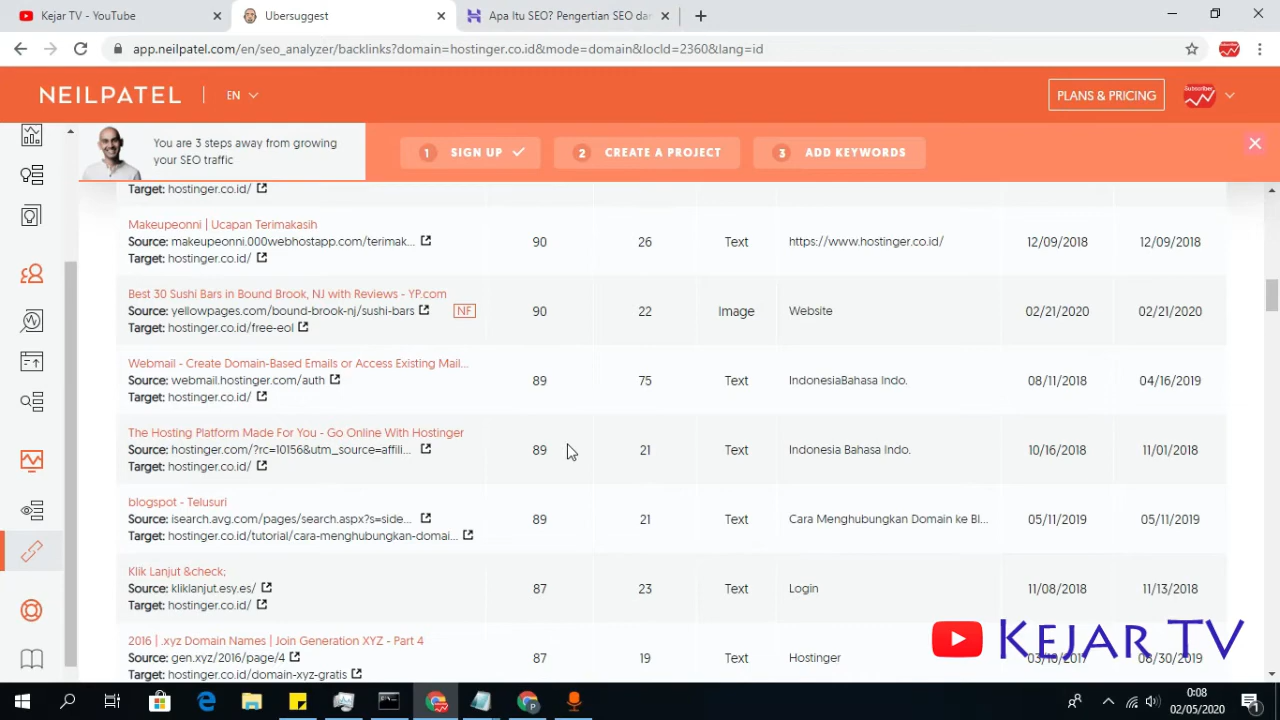 Kejar TV - YouTube
Ubersuggest
Apa Itu SEO? Pengertian SEO dar
app.neilpatel.com/en/seo_analyzer/backlinks?domain=hostinger.co.id&mode=domain&locId=2360&lang=id
NEILPATEL
EN
PLANS & PRICING
You are 3 steps away from growing
your SEO traffic
1 SIGN UP
2 CREATE A PROJECT
3 ADD KEYWORDS
Target: hostinger.co.id/
Makeupeonni | Ucapan Terimakasih
Source: makeupeonni.000webhostapp.com/terimak...
Target: hostinger.co.id/
90 26 Text https://www.hostinger.co.id/ 12/09/2018 12/09/2018
Best 30 Sushi Bars in Bound Brook, NJ with Reviews - YP.com
Source: yellowpages.com/bound-brook-nj/sushi-bars
Target: hostinger.co.id/free-eol
NF 90 22 Image Website 02/21/2020 02/21/2020
Webmail - Create Domain-Based Emails or Access Existing Mail...
Source: webmail.hostinger.com/auth
Target: hostinger.co.id/
89 75 Text IndonesiaBahasa Indo. 08/11/2018 04/16/2019
The Hosting Platform Made For You - Go Online With Hostinger
Source: hostinger.com/?rc=10156&utm_source=affili...
Target: hostinger.co.id/
89 21 Text Indonesia Bahasa Indo. 10/16/2018 11/01/2018
blogspot - Telusuri
Source: isearch.avg.com/pages/search.aspx?s=side...
Target: hostinger.co.id/tutorial/cara-menghubungkan-domai...
89 21 Text Cara Menghubungkan Domain ke Bl... 05/11/2019 05/11/2019
Klik Lanjut &check;
Source: kliklanjut.esy.es/
Target: hostinger.co.id/
87 23 Text Login 11/08/2018 11/13/2018
2016 | .xyz Domain Names | Join Generation XYZ - Part 4
Source: gen.xyz/2016/page/4
Target: hostinger.co.id/domain-xyz-gratis
87 19 Text Hostinger
KEJAR TV
0:08
02/05/2020